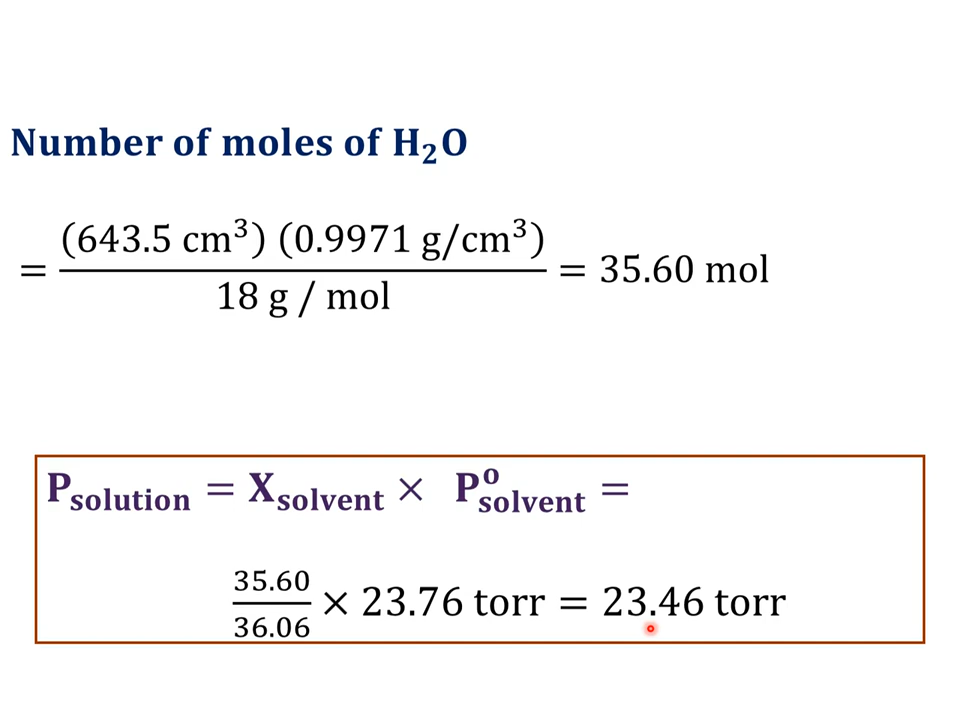 Number of moles of H₂O
= (643.5 cm³) (0.9971 g/cm³) / 18 g / mol = 35.60 mol
P_solution = X_solvent × P°_solvent =
35.60/36.06 × 23.76 torr = 23.46 torr